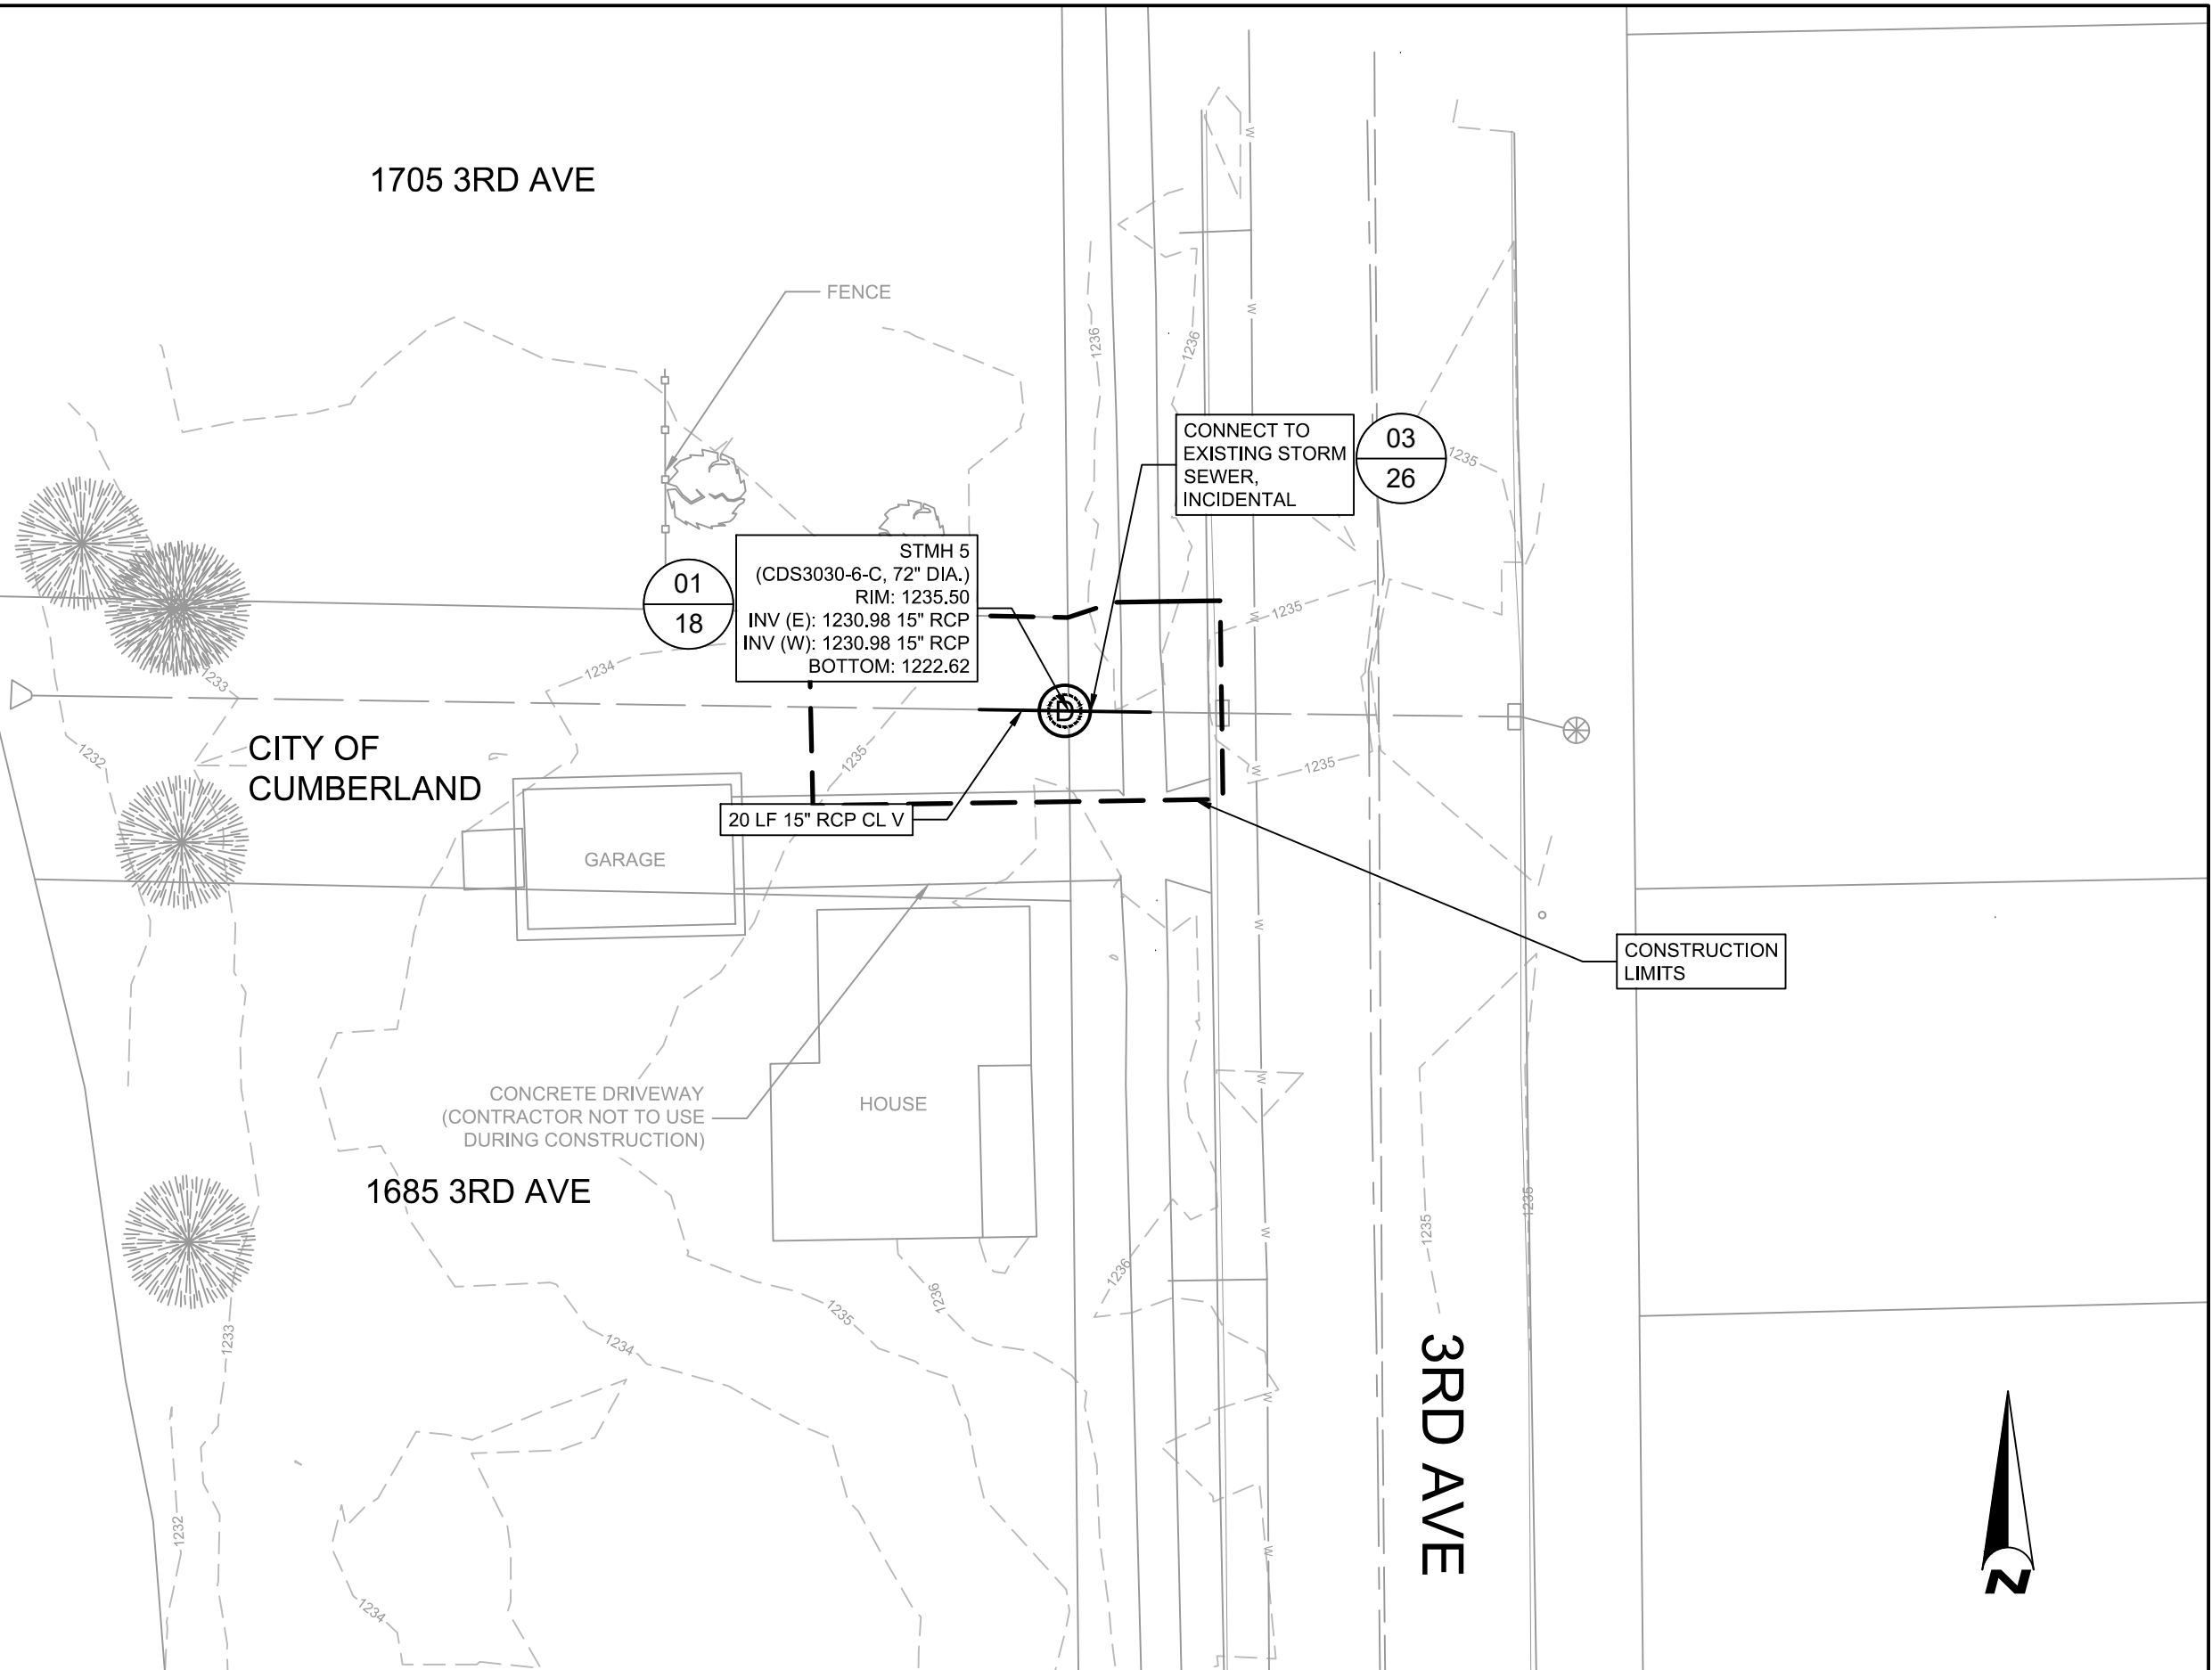 1705 3RD AVE
FENCE
1236
1236
CONNECT TO
EXISTING STORM
SEWER,
INCIDENTAL
03
26
1235
STMH 5
(CDS3030-6-C, 72" DIA.)
RIM: 1235.50
INV (E): 1230.98 15" RCP
INV (W): 1230.98 15" RCP
BOTTOM: 1222.62
01
18
1235
1234
1233
D
1232
CITY OF
CUMBERLAND
1235
1235
20 LF 15" RCP CL V
GARAGE
CONSTRUCTION
LIMITS
CONCRETE DRIVEWAY
(CONTRACTOR NOT TO USE
DURING CONSTRUCTION)
HOUSE
1685 3RD AVE
1235
1235
1236
1236
1235
1234
1233
3RD AVE
1232
1234
N
W
W
W
W
W
W
W
W
W
W